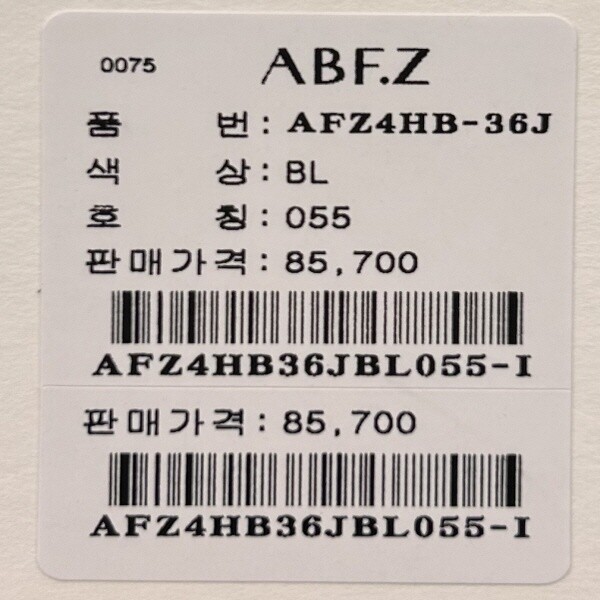 0075 ABF.Z
품 번 : AFZ4HB-36J
색 상 : BL
호 칭 : 055
판매가격 : 85,700
AFZ4HB36JBL055-I
판매가격 : 85,700
AFZ4HB36JBL055-I